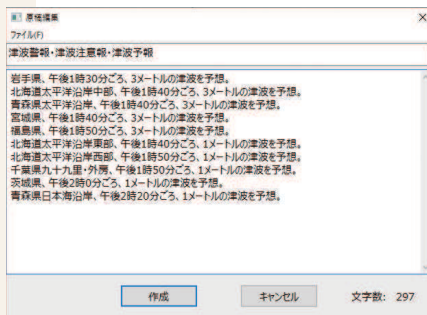 原稿編集
ファイル(F)
津波警報・津波注意報・津波予報
岩手県、午後1時30分ごろ、3メートルの津波を予想。
北海道太平洋沿岸中部、午後1時40分ごろ、3メートルの津波を予想。
青森県太平洋沿岸、午後1時40分ごろ、3メートルの津波を予想。
宮城県、午後1時40分ごろ、3メートルの津波を予想。
福島県、午後1時50分ごろ、3メートルの津波を予想。
北海道太平洋沿岸東部、午後1時40分ごろ、1メートルの津波を予想。
北海道太平洋沿岸西部、午後1時50分ごろ、1メートルの津波を予想。
千葉県九十九里・外房、午後1時50分ごろ、1メートルの津波を予想。
茨城県、午後2時0分ごろ、1メートルの津波を予想。
青森県日本海沿岸、午後2時20分ごろ、1メートルの津波を予想。
作成 キャンセル 文字数: 297